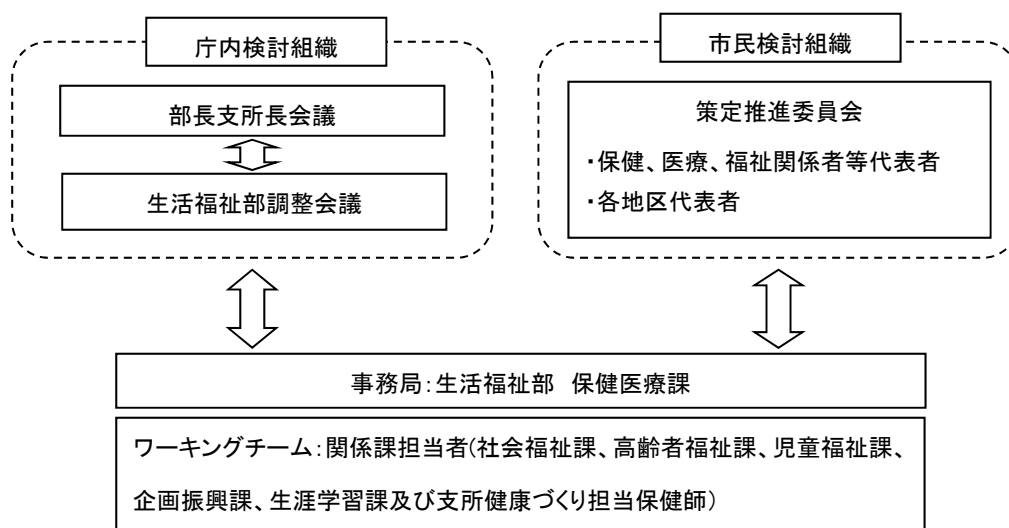 庁内検討組織
部長支所長会議
生活福祉部調整会議
市民検討組織
策定推進委員会
・保健、医療、福祉関係者等代表者
・各地区代表者
事務局：生活福祉部　保健医療課
ワーキングチーム：関係課担当者（社会福祉課、高齢者福祉課、児童福祉課、
企画振興課、生涯学習課及び支所健康づくり担当保健師）